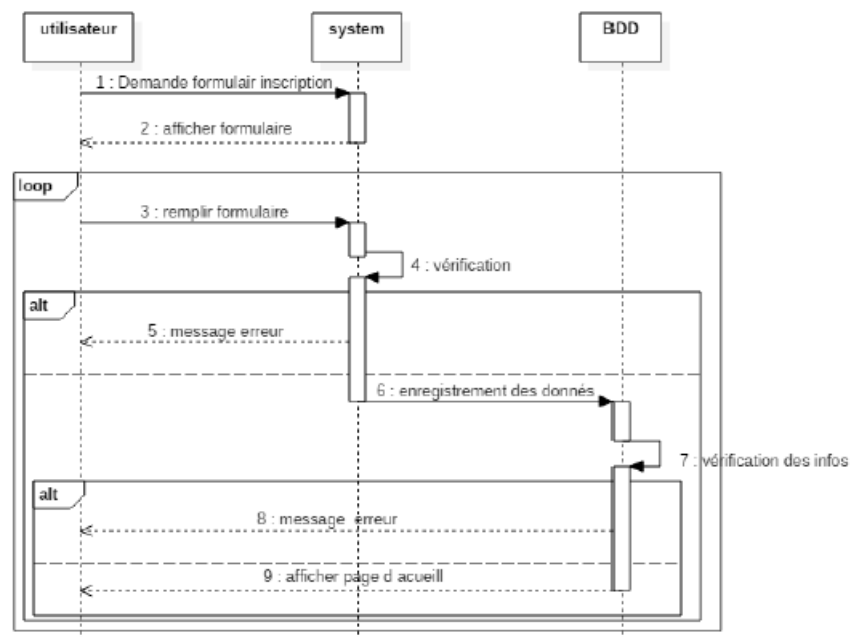 utilisateur
system
BDD
1 : Demande formulair inscription
2 : afficher formulaire
loop
3 : remplir formulaire
4 : vérification
alt
5 : message erreur
6 : enregistrement des donnés
7 : vérification des infos
alt
8 : message erreur
9 : afficher page d acueill